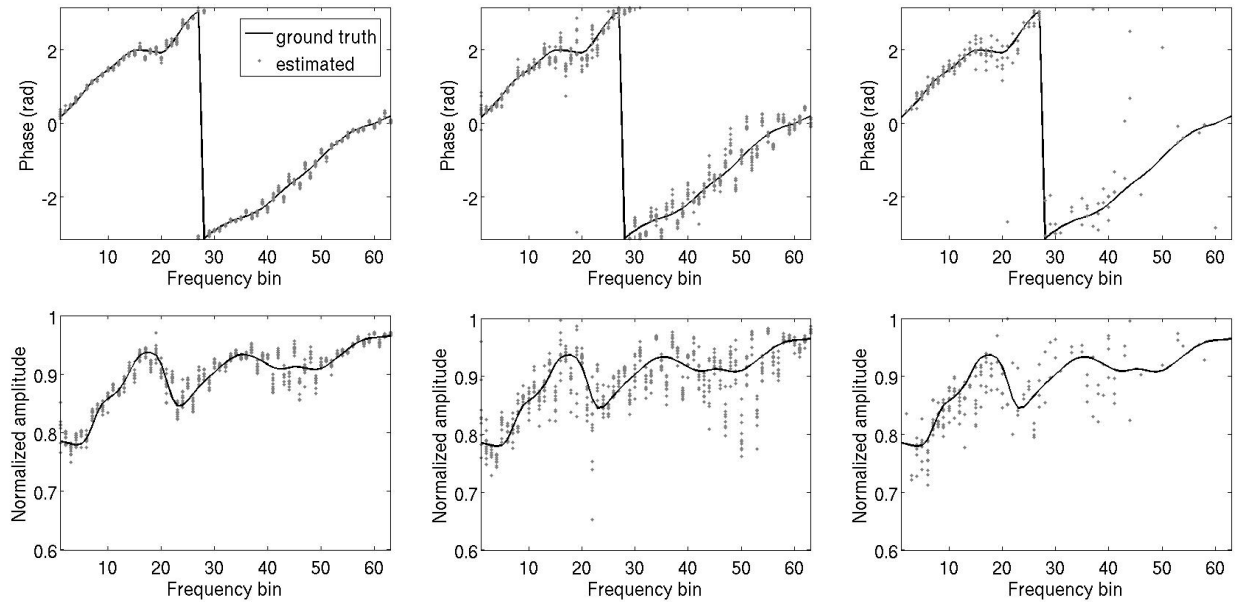 2
0
-2
Phase (rad)
10 20 30 40 50 60
Frequency bin
ground truth
estimated
2
0
-2
Phase (rad)
10 20 30 40 50 60
Frequency bin
2
0
-2
Phase (rad)
10 20 30 40 50 60
Frequency bin
1
0.9
0.8
0.7
0.6
Normalized amplitude
10 20 30 40 50 60
Frequency bin
1
0.9
0.8
0.7
0.6
Normalized amplitude
10 20 30 40 50 60
Frequency bin
1
0.9
0.8
0.7
0.6
Normalized amplitude
10 20 30 40 50 60
Frequency bin